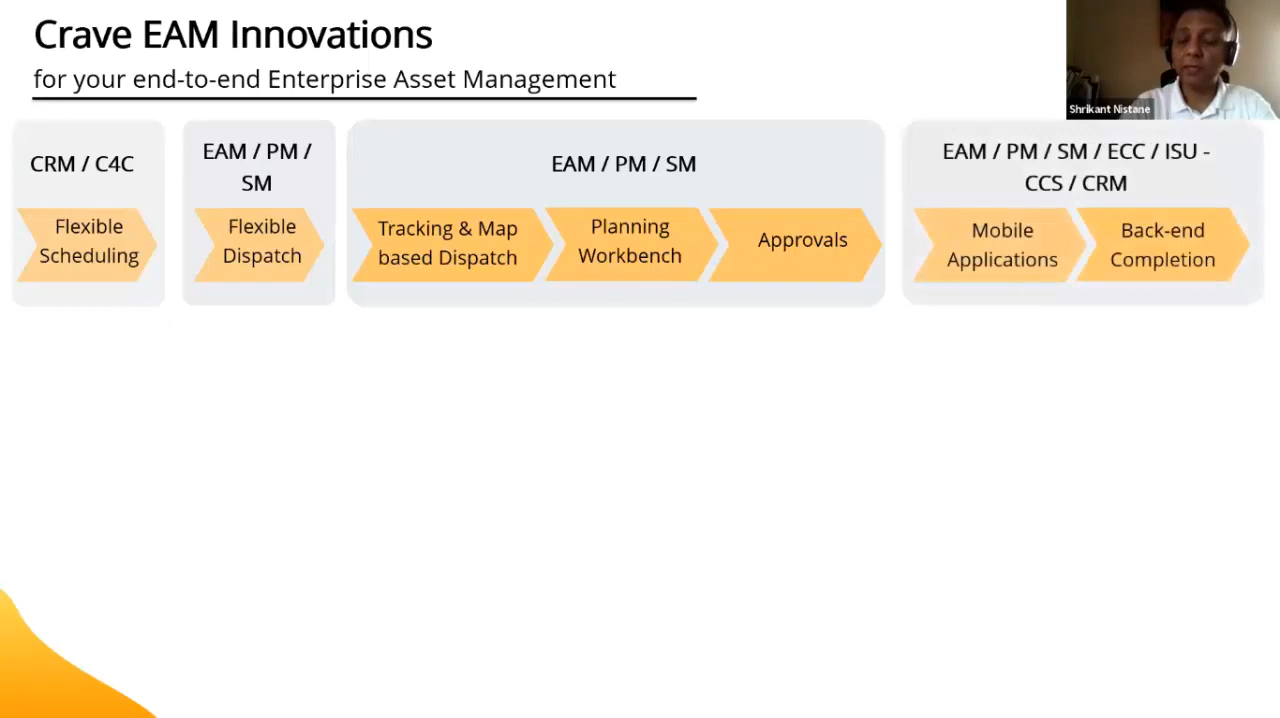 Crave EAM Innovations
for your end-to-end Enterprise Asset Management
Shrikant Nistane
CRM / C4C
Flexible
Scheduling
EAM / PM /
SM
Flexible
Dispatch
EAM / PM / SM
Tracking & Map
based Dispatch
Planning
Workbench
Approvals
EAM / PM / SM / ECC / ISU -
CCS / CRM
Mobile
Applications
Back-end
Completion